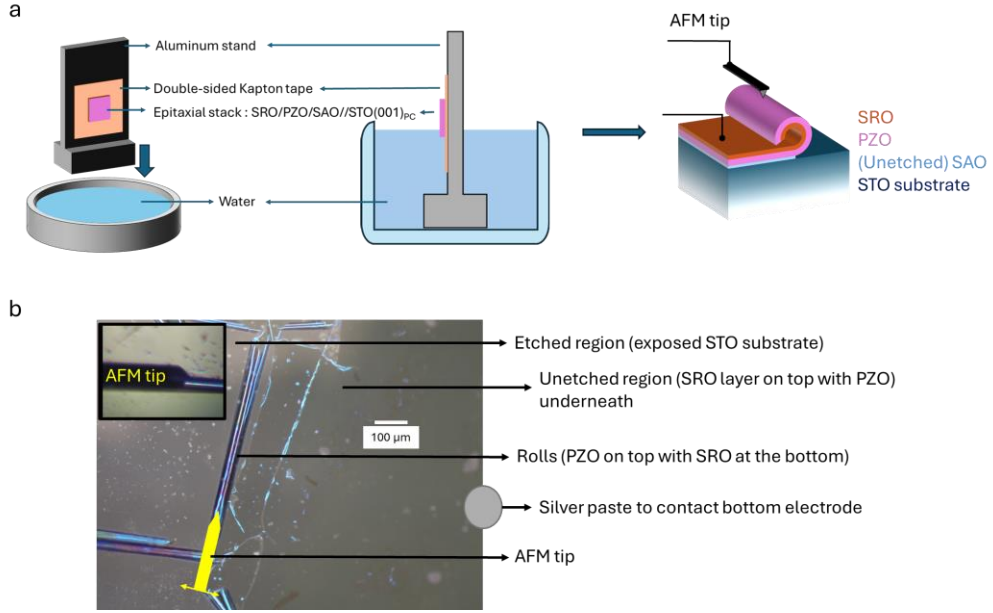 a
Aluminum stand
Double-sided Kapton tape
Epitaxial stack : SRO/PZO/SAO//STO(001)PC
Water
AFM tip
SRO
PZO
(Unetched) SAO
STO substrate
b
AFM tip
100 µm
Etched region (exposed STO substrate)
Unetched region (SRO layer on top with PZO)
underneath
Rolls (PZO on top with SRO at the bottom)
Silver paste to contact bottom electrode
AFM tip